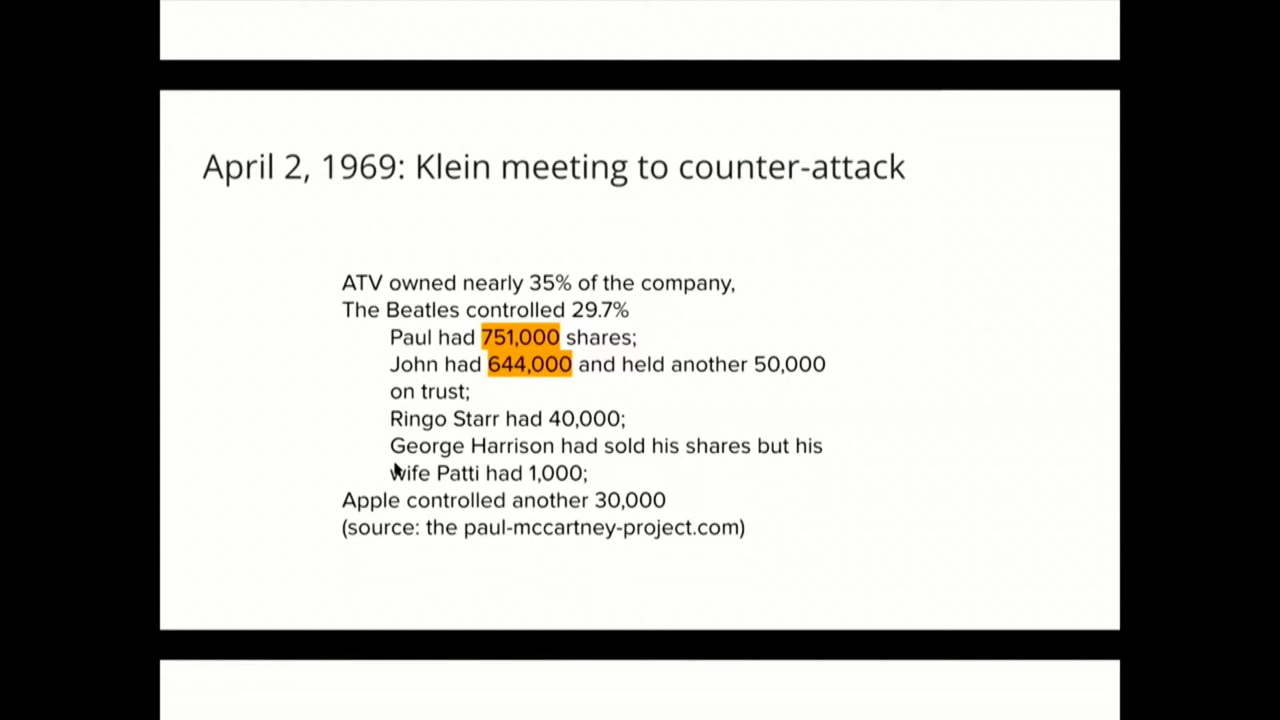 April 2, 1969: Klein meeting to counter-attack
ATV owned nearly 35% of the company,
The Beatles controlled 29.7%
Paul had 751,000 shares;
John had 644,000 and held another 50,000
on trust;
Ringo Starr had 40,000;
George Harrison had sold his shares but his
wife Patti had 1,000;
Apple controlled another 30,000
(source: the paul-mccartney-project.com)